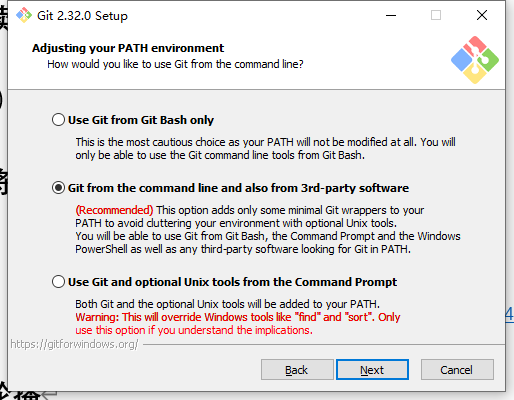 Git 2.32.0 Setup
Adjusting your PATH environment
How would you like to use Git from the command line?
Use Git from Git Bash only
This is the most cautious choice as your PATH will not be modified at all. You will
only be able to use the Git command line tools from Git Bash.
Git from the command line and also from 3rd-party software
(Recommended) This option adds only some minimal Git wrappers to your
PATH to avoid cluttering your environment with optional Unix tools.
You will be able to use Git from Git Bash, the Command Prompt and the Windows
PowerShell as well as any third-party software looking for Git in PATH.
Use Git and optional Unix tools from the Command Prompt
Both Git and the optional Unix tools will be added to your PATH.
Warning: This will override Windows tools like "find" and "sort". Only
use this option if you understand the implications.
4
https://gitforwindows.org/
Back
Next
Cancel